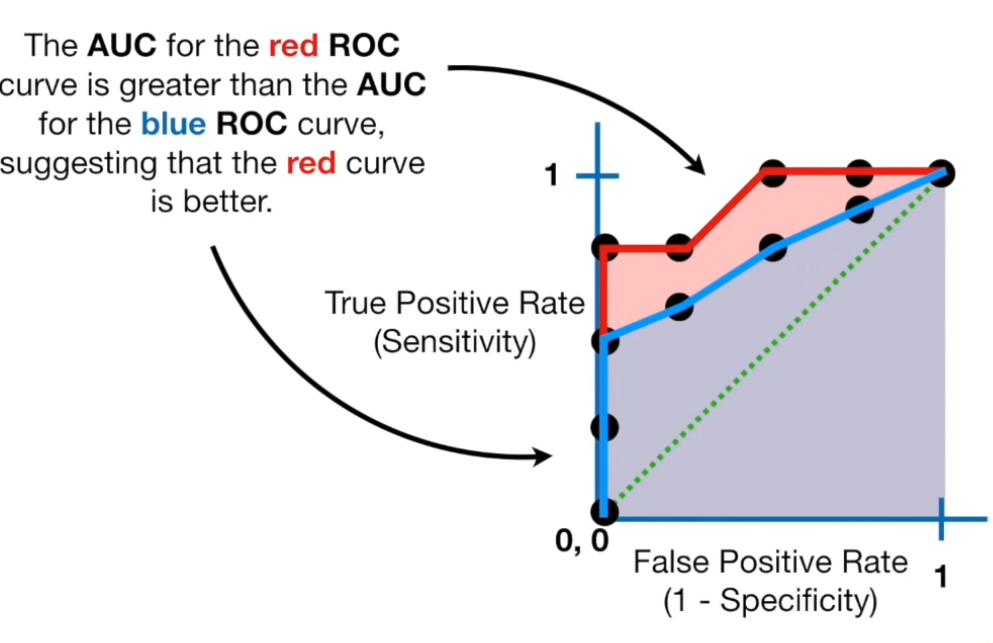 The AUC for the red ROC
curve is greater than the AUC
for the blue ROC curve,
suggesting that the red curve
is better.
1
True Positive Rate
(Sensitivity)
0, 0
False Positive Rate
(1 - Specificity)
1